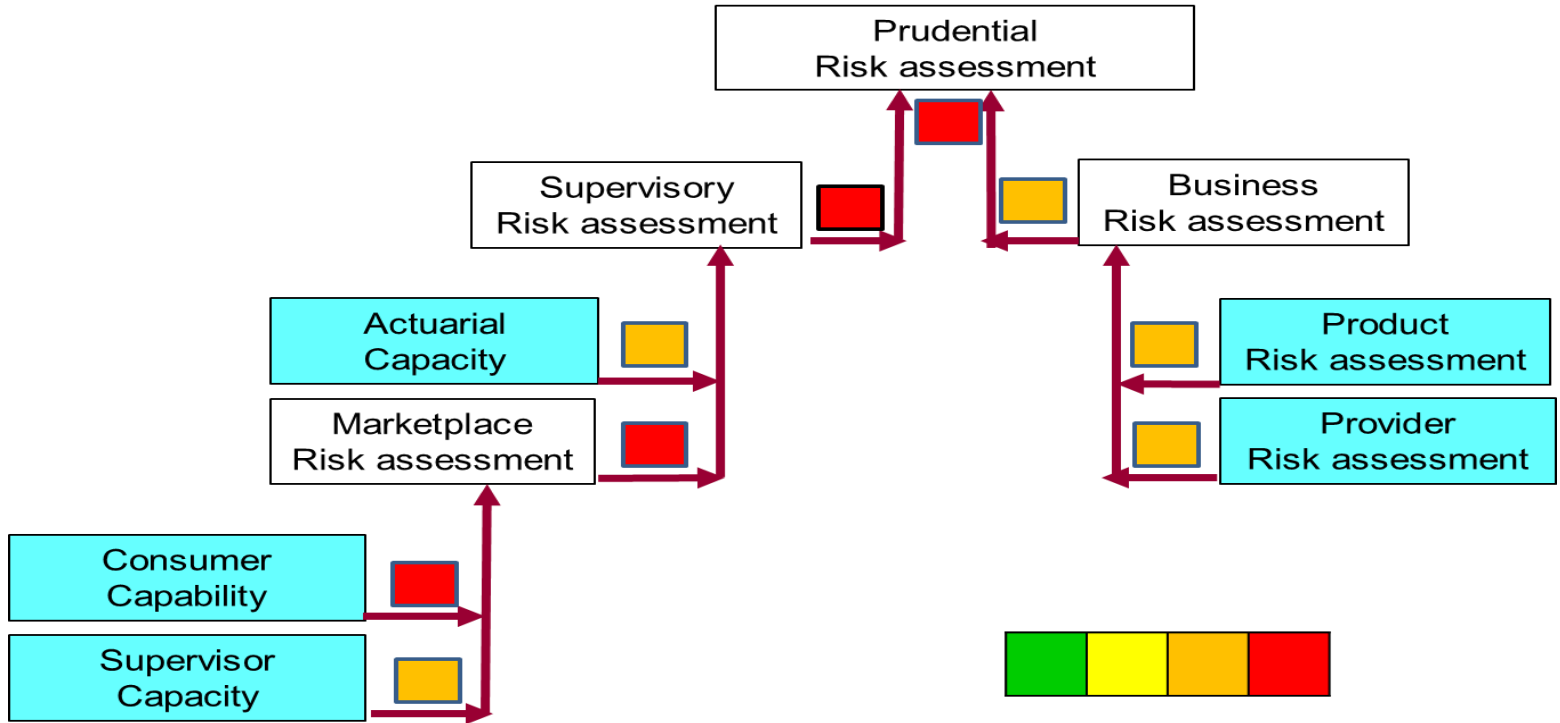 Prudential
Risk assessment
Supervisory
Risk assessment
Business
Risk assessment
Actuarial
Capacity
Product
Risk assessment
Marketplace
Risk assessment
Provider
Risk assessment
Consumer
Capability
Supervisor
Capacity